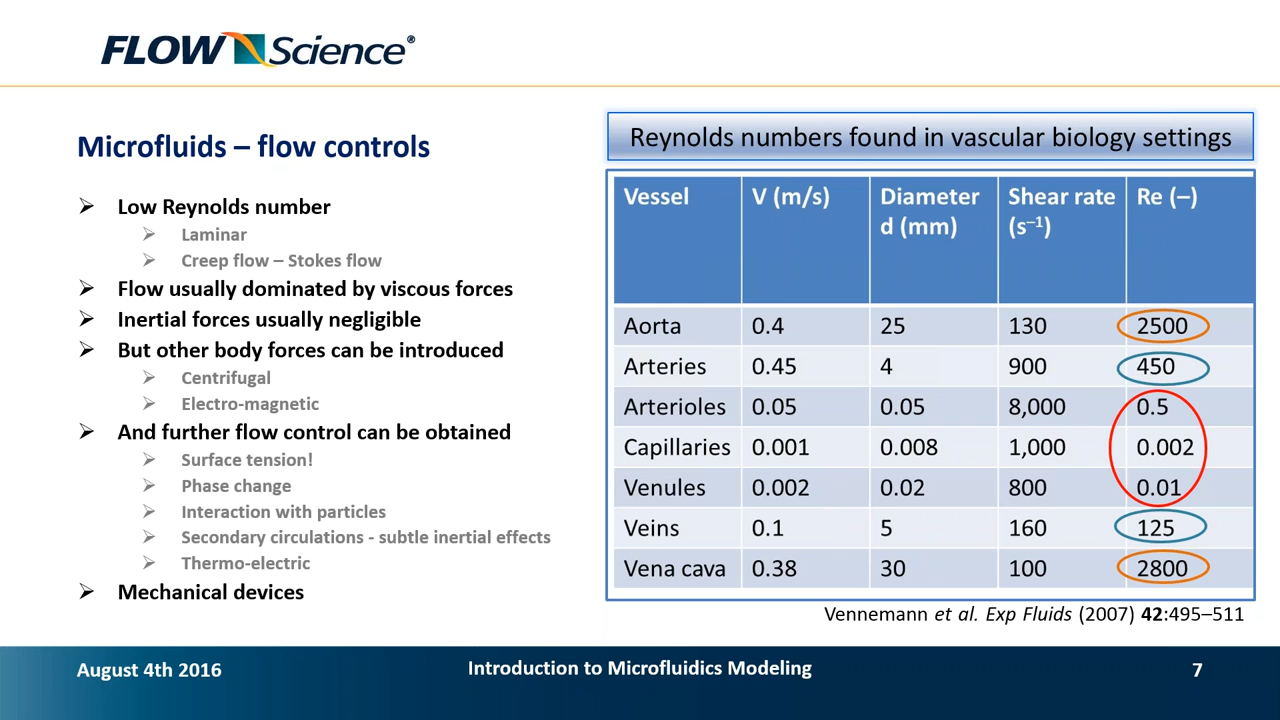 FLOW Science®
Microfluids – flow controls
Low Reynolds number
Laminar
Creep flow – Stokes flow
Flow usually dominated by viscous forces
Inertial forces usually negligible
But other body forces can be introduced
Centrifugal
Electro-magnetic
And further flow control can be obtained
Surface tension!
Phase change
Interaction with particles
Secondary circulations - subtle inertial effects
Thermo-electric
Mechanical devices
Reynolds numbers found in vascular biology settings
Vessel V (m/s) Diameter d (mm) Shear rate (s⁻¹) Re (–)
Aorta 0.4 25 130 2500
Arteries 0.45 4 900 450
Arterioles 0.05 0.05 8,000 0.5
Capillaries 0.001 0.008 1,000 0.002
Venules 0.002 0.02 800 0.01
Veins 0.1 5 160 125
Vena cava 0.38 30 100 2800
Vennemann et al. Exp Fluids (2007) 42:495–511
August 4th 2016
Introduction to Microfluidics Modeling
7